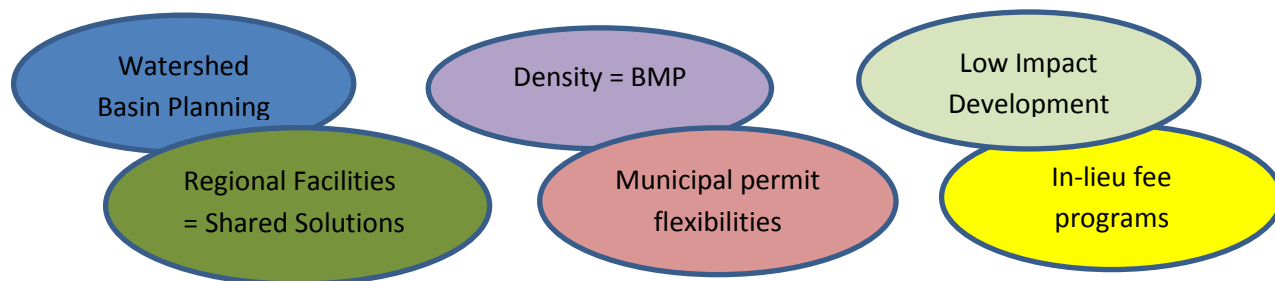 Watershed
Basin Planning
Density = BMP
Low Impact
Development
Regional Facilities
= Shared Solutions
Municipal permit
flexibilities
In-lieu fee
programs